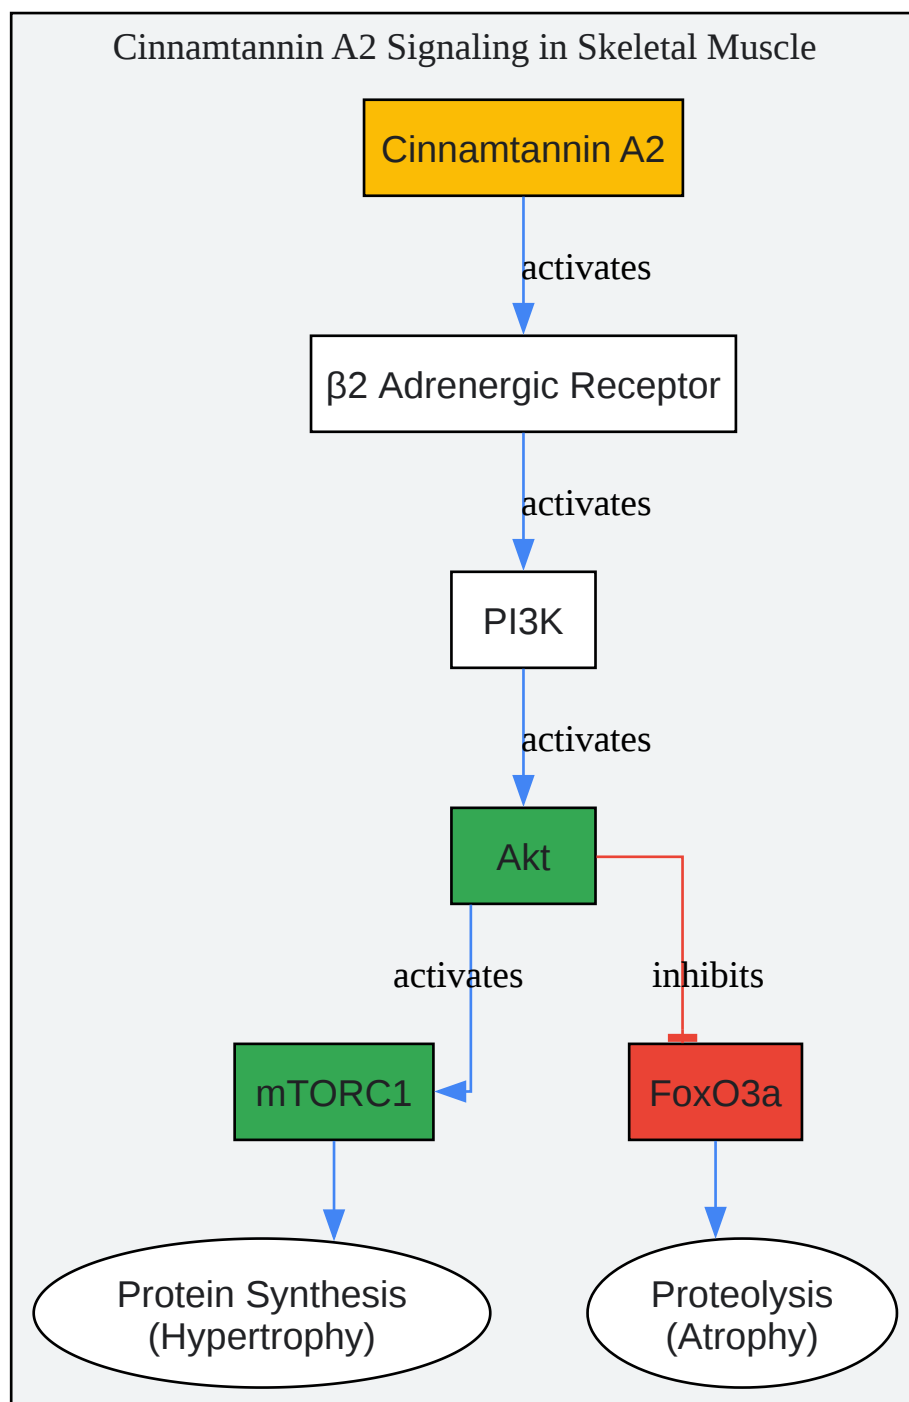 Cinnamtannin A2 Signaling in Skeletal Muscle
Cinnamtannin A2
activates
β2 Adrenergic Receptor
activates
PI3K
activates
Akt
activates
inhibits
mTORC1
FoxO3a
Protein Synthesis
(Hypertrophy)
Proteolysis
(Atrophy)